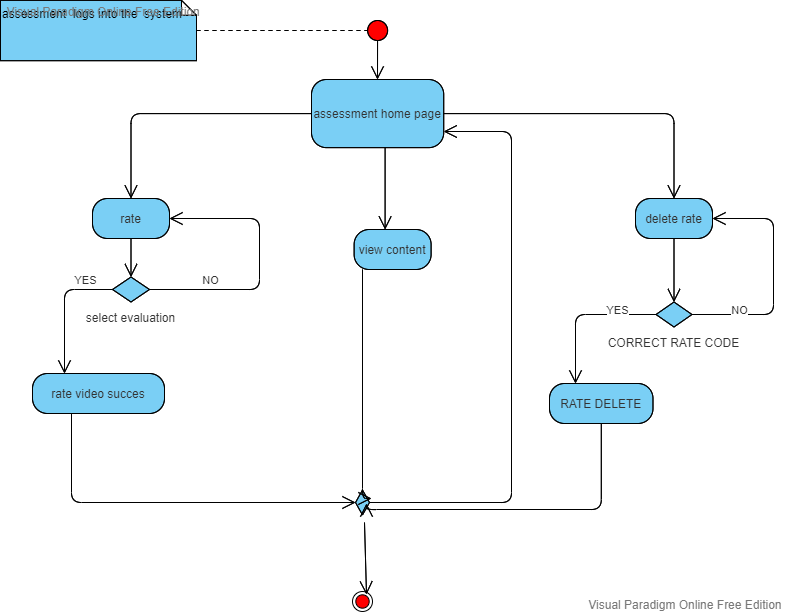 Visual Paradigm Online Free Edition
assessment logs into the system
assessment home page
rate
view content
delete rate
YES
NO
select evaluation
YES
NO
CORRECT RATE CODE
rate video succes
RATE DELETE
Visual Paradigm Online Free Edition